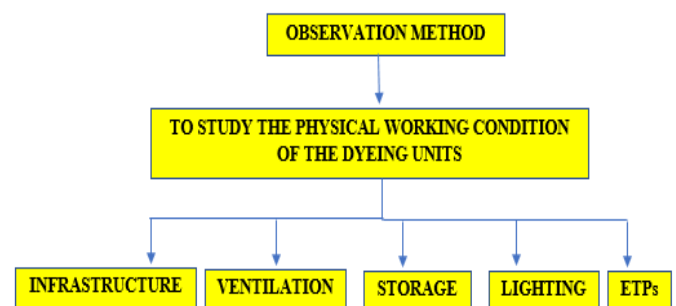 OBSERVATION METHOD
TO STUDY THE PHYSICAL WORKING CONDITION
OF THE DYEING UNITS
INFRASTRUCTURE
VENTILATION
STORAGE
LIGHTING
ETPs